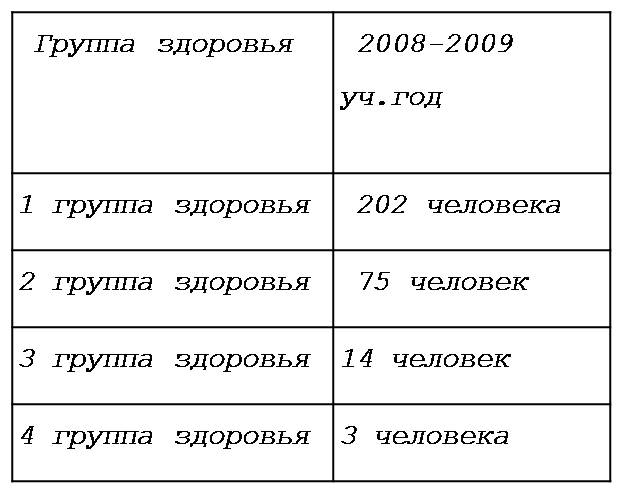 Группа здоровья
2008-2009
уч.год
1 группа здоровья
202 человека
2 группа здоровья
75 человек
3 группа здоровья
14 человек
4 группа здоровья
3 человека